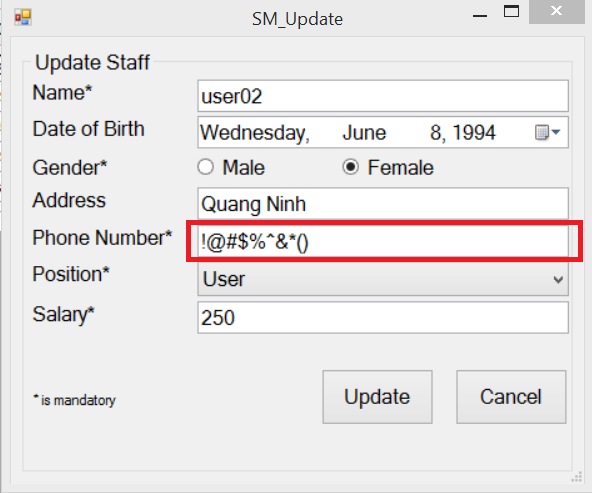 SM_Update
Update Staff
Name* user02
Date of Birth Wednesday, June 8, 1994
Gender* Male Female
Address Quang Ninh
Phone Number* !@#$%^&*()
Position* User
Salary* 250
* is mandatory Update Cancel